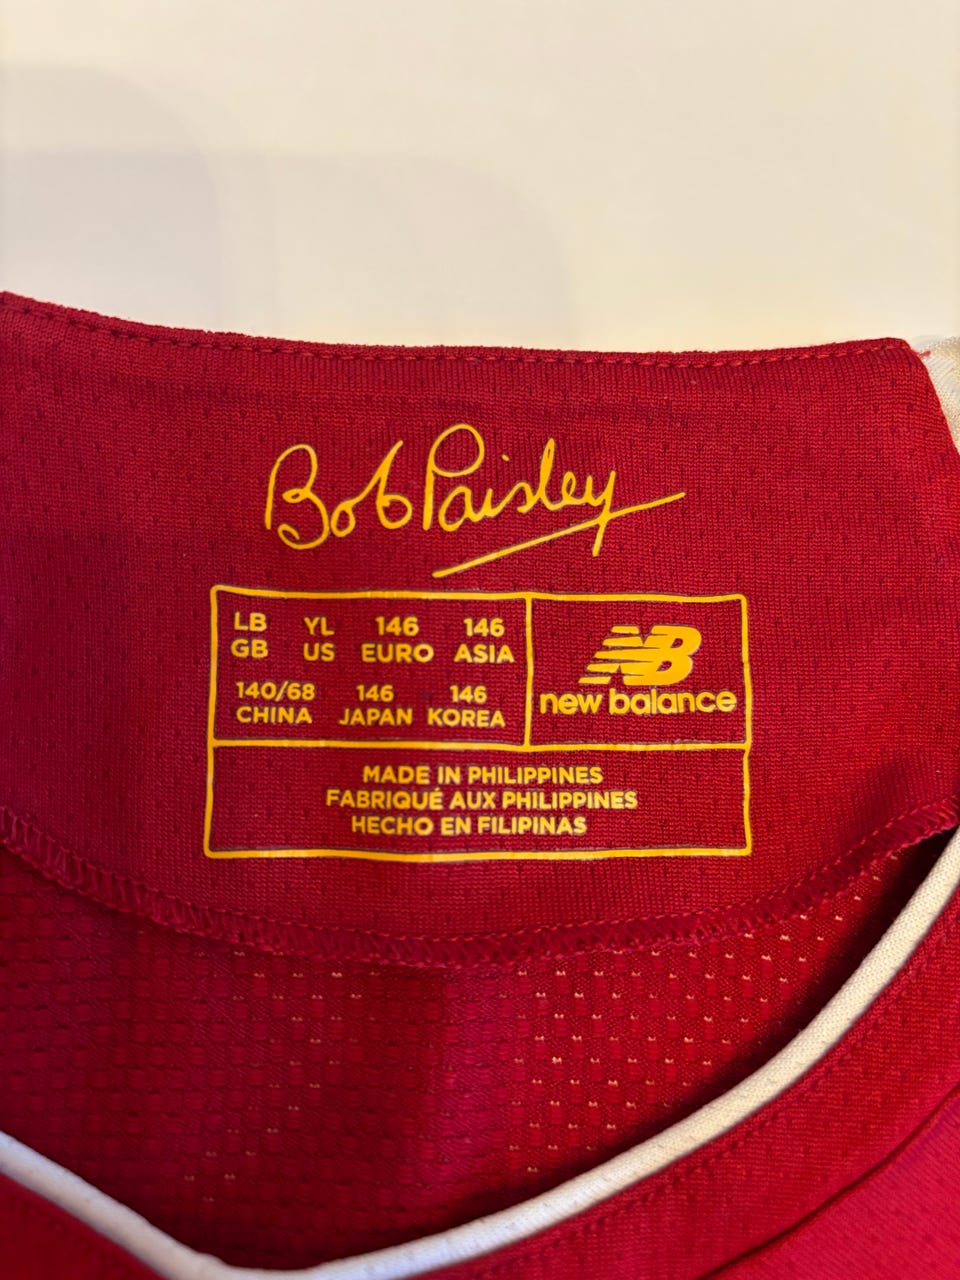 Bob Paisley
LB YL 146 146
GB US EURO ASIA
140/68 146 146
CHINA JAPAN KOREA
NB
new balance
MADE IN PHILIPPINES
FABRIQUÉ AUX PHILIPPINES
HECHO EN FILIPINAS